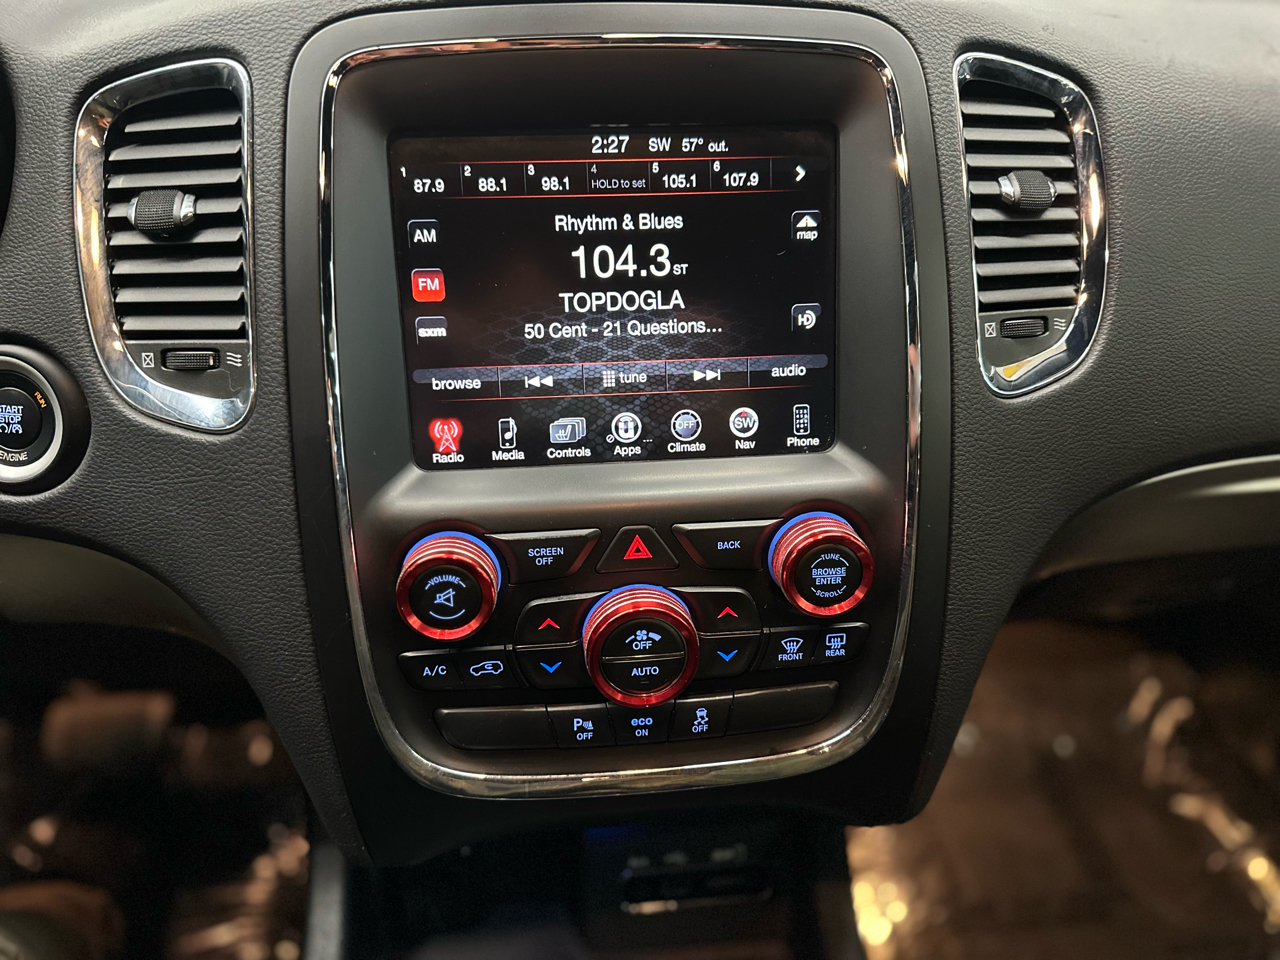 2:27 SW 57° out.
1 87.9 2 88.1 3 98.1 4 HOLD to set 5 105.1 6 107.9
Rhythm & Blues
map
AM
104.3 ST
FM
TOPDOGLA
HD
sxm
50 Cent - 21 Questions...
browse tune audio
Radio Media Controls Apps OFF Climate SW Nav Phone
RUN
START
STOP
ENGINE
SCREEN
OFF
BACK
VOLUME
TUNE
BROWSE
ENTER
SCROLL
OFF
AUTO
A/C
FRONT
REAR
P OFF
eco
ON
OFF